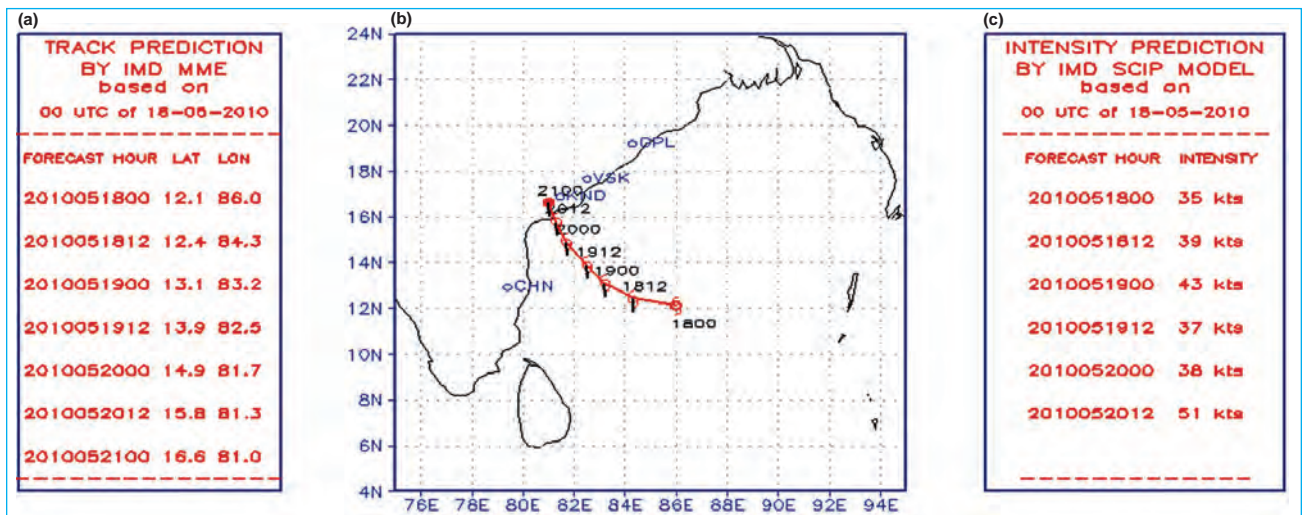 (a)
TRACK PREDICTION
BY IMD MME
based on
00 UTC of 18-05-2010
FORECAST HOUR LAT LON
2010051800 12.1 86.0
2010051812 12.4 84.3
2010051900 13.1 83.2
2010051912 13.9 82.5
2010052000 14.9 81.7
2010052012 15.8 81.3
2010052100 16.6 81.0
(b)
24N
22N
20N
18N
16N
14N
12N
10N
8N
6N
4N
DPL
VSK
KND
2100
2012
2000
1912
1900
CHN
1812
1800
76E 78E 80E 82E 84E 86E 88E 90E 92E 94E
(c)
INTENSITY PREDICTION
BY IMD SCIP MODEL
based on
00 UTC of 18-05-2010
FORECAST HOUR INTENSITY
2010051800 35 kts
2010051812 39 kts
2010051900 43 kts
2010051912 37 kts
2010052000 38 kts
2010052012 51 kts